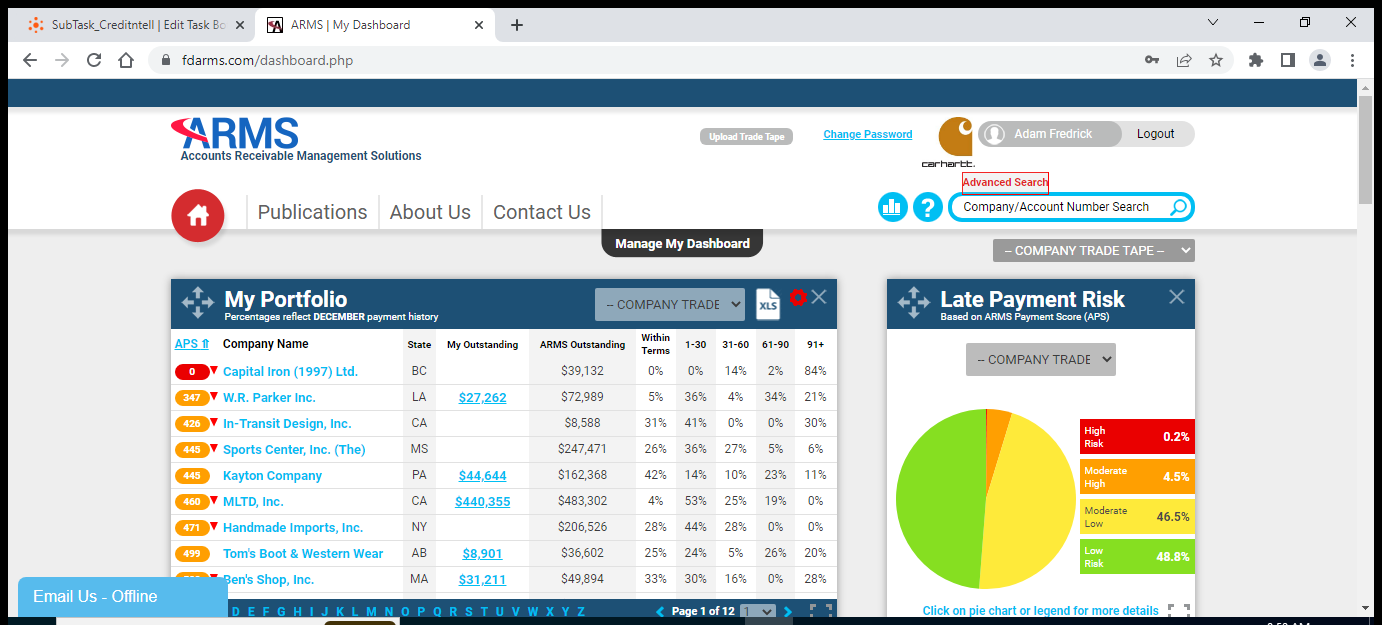 SubTask_Creditntell | Edit Task Bo
ARMS | My Dashboard
fdarms.com/dashboard.php
ARMS
Accounts Receivable Management Solutions
Upload Trade Tape
Change Password
carhartt.
Adam Fredrick
Logout
Advanced Search
Publications
About Us
Contact Us
?
Company/Account Number Search
Manage My Dashboard
-- COMPANY TRADE TAPE --
My Portfolio
Percentages reflect DECEMBER payment history
-- COMPANY TRADE
XLS
APS ⇑ Company Name State My Outstanding ARMS Outstanding Within Terms 1-30 31-60 61-90 91+
0 Capital Iron (1997) Ltd. BC $39,132 0% 0% 14% 2% 84%
347 W.R. Parker Inc. LA $27,262 $72,989 5% 36% 4% 34% 21%
426 In-Transit Design, Inc. CA $8,588 31% 41% 0% 0% 30%
445 Sports Center, Inc. (The) MS $247,471 26% 36% 27% 5% 6%
445 Kayton Company PA $44,644 $162,368 42% 14% 10% 23% 11%
460 MLTD, Inc. CA $440,355 $483,302 4% 53% 25% 19% 0%
471 Handmade Imports, Inc. NY $206,526 28% 44% 28% 0% 0%
499 Tom's Boot & Western Wear AB $8,901 $36,602 25% 24% 5% 26% 20%
Ben's Shop, Inc. MA $31,211 $49,894 33% 30% 16% 0% 28%
D E F G H I J K L M N O P Q R S T U V W X Y Z
Page 1 of 12
1
Late Payment Risk
Based on ARMS Payment Score (APS)
-- COMPANY TRADE
High Risk 0.2%
Moderate High 4.5%
Moderate Low 46.5%
Low Risk 48.8%
Click on pie chart or legend for more details
Email Us - Offline